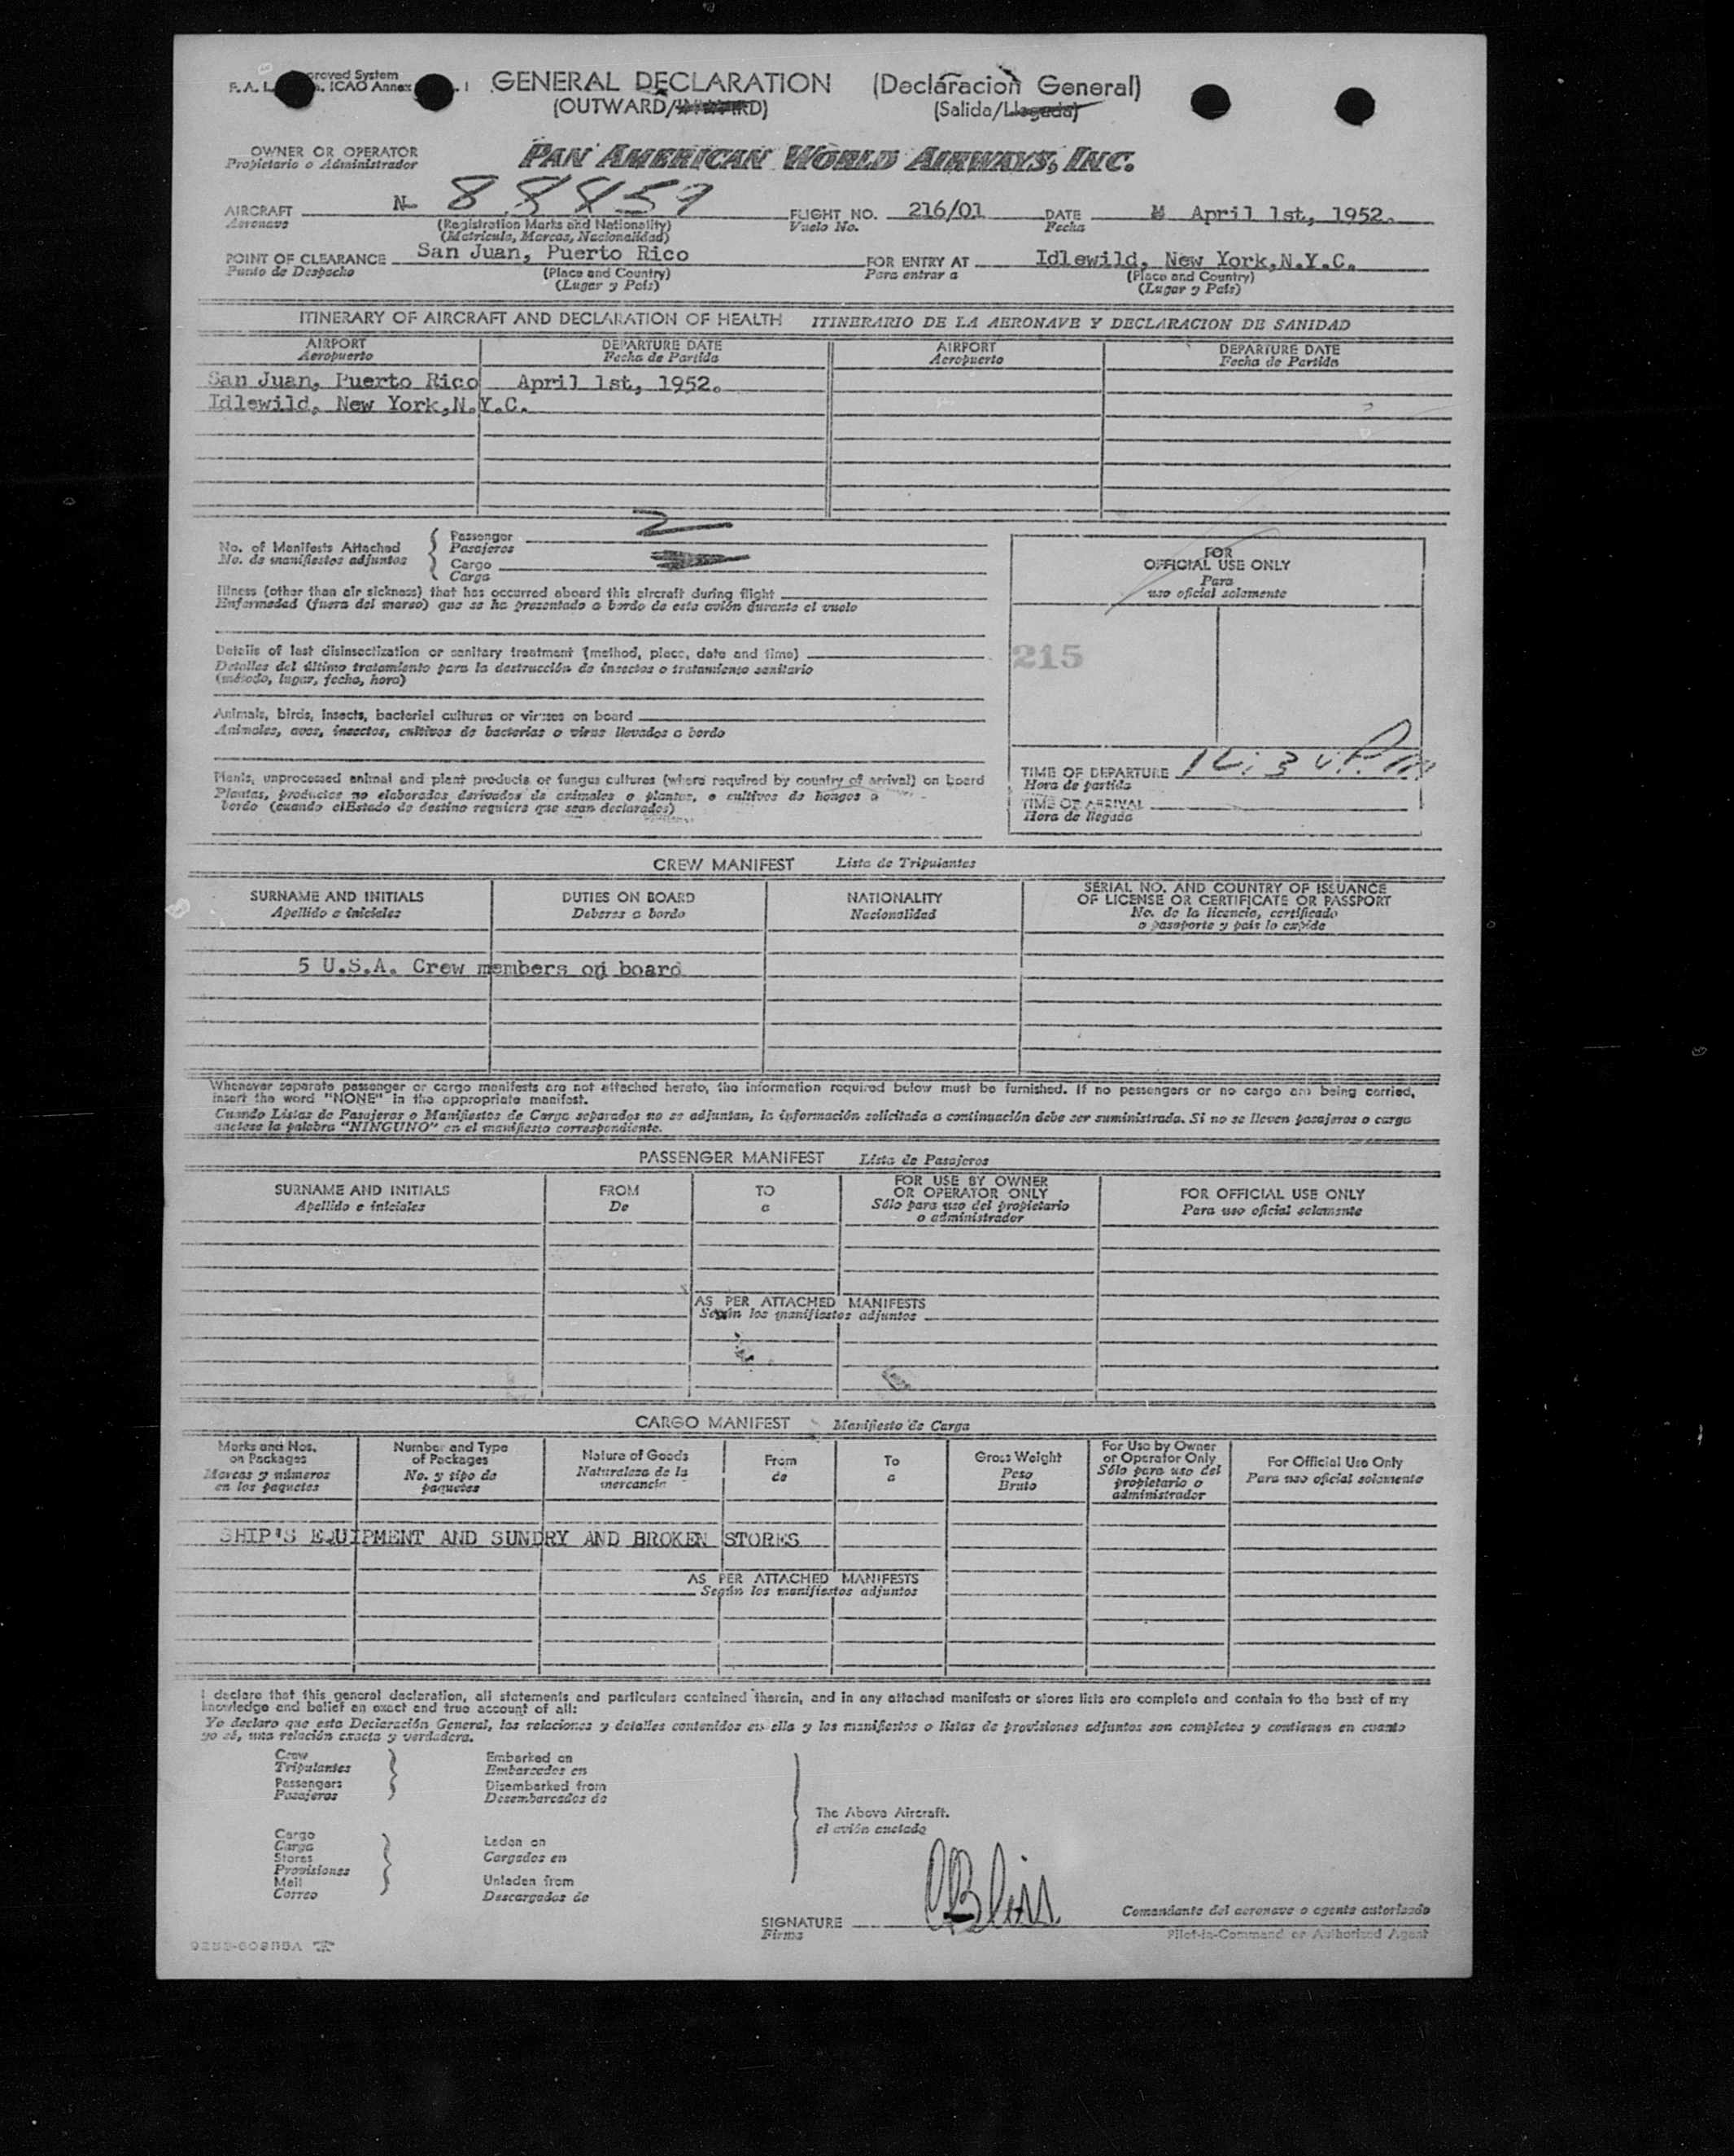 GENERAL DECLARATION (Declaración General)
(OUTWARD/INWARD) (Salida/Llegada)
OWNER OR OPERATOR
Propietario o Administrador
PAN AMERICAN WORLD AIRWAYS, INC.
AIRCRAFT N- 88857 FLIGHT NO. 216/01 DATE April 1st, 1952.
Aeronave Vuelo No. Fecha
(Registration Marks and Nationality)
(Matricula, Marcas, Nacionalidad)
POINT OF CLEARANCE San Juan, Puerto Rico FOR ENTRY AT Idlewild, New York,N.Y.C.
Punto de Despacho (Place and Country) Para entrar a (Place and Country)
(Lugar y País) (Lugar y País)
ITINERARY OF AIRCRAFT AND DECLARATION OF HEALTH ITINERARIO DE LA AERONAVE Y DECLARACION DE SANIDAD
AIRPORT DEPARTURE DATE AIRPORT DEPARTURE DATE
Aeropuerto Fecha de Partida Aeropuerto Fecha de Partida
San Juan, Puerto Rico April 1st, 1952.
Idlewild, New York,N.Y.C.
No. of Manifests Attached
No. de manifiestos adjuntos
Passenger 2
Pasajeros
Cargo
Carga
Illness (other than air sickness) that has occurred aboard this aircraft during flight
Enfermedad (fuera del mareo) que se ha presentado a bordo de este avión durante el vuelo
Details of last disinsectization or sanitary treatment (method, place, date and time)
Detalles del último tratamiento para la destrucción de insectos o tratamiento sanitario
(método, lugar, fecha, hora)
Animals, birds, insects, bacterial cultures or viruses on board
Animales, aves, insectos, cultivos de bacterias o virus llevados a bordo
Plants, unprocessed animal and plant products or fungus cultures (where required by country of arrival) on board
Plantas, productos no elaborados derivados de animales o plantas, o cultivos de hongos a
bordo (cuando elEstado de destino requiera que sean declarados)
FOR
OFFICIAL USE ONLY
Para
uso oficial solamente
215
TIME OF DEPARTURE
Hora de partida
TIME OF ARRIVAL
Hora de llegada
CREW MANIFEST Lista de Tripulantes
SURNAME AND INITIALS DUTIES ON BOARD NATIONALITY SERIAL NO. AND COUNTRY OF ISSUANCE
OF LICENSE OR CERTIFICATE OR PASSPORT
Apellido e iniciales Deberes a bordo Nacionalidad No. de la licencia, certificado
o pasaporte y país lo expide
5 U.S.A. Crew members on board
Whenever separate passenger or cargo manifests are not attached hereto, the information required below must be furnished. If no passengers or no cargo are being carried,
insert the word "NONE" in the appropriate manifest.
Cuando Listas de Pasajeros o Manifiestos de Carga separados no se adjuntan, la información solicitada a continuación debe ser suministrada. Si no se lleven pasajeros o carga
anótese la palabra "NINGUNO" en el manifiesto correspondiente.
PASSENGER MANIFEST Lista de Pasajeros
SURNAME AND INITIALS FROM TO FOR USE BY OWNER
OR OPERATOR ONLY FOR OFFICIAL USE ONLY
Apellido e iniciales De a Sólo para uso del propietario
o administrador Para uso oficial solamente
AS PER ATTACHED MANIFESTS
Según los manifiestos adjuntos
CARGO MANIFEST Manifiesto de Carga
Marks and Nos.
on Packages
Marcas y números
en los paquetes
Number and Type
of Packages
No. y tipo de
paquetes
Nature of Goods
Naturaleza de la
mercancia
From
de
To
a
Gross Weight
Peso
Bruto
For Use by Owner
or Operator Only
Sólo para uso del
propietario o
administrador
For Official Use Only
Para uso oficial solamente
SHIP'S EQUIPMENT AND SUNDRY AND BROKEN STORES
AS PER ATTACHED MANIFESTS
Según los manifiestos adjuntos
I declare that this general declaration, all statements and particulars contained therein, and in any attached manifests or stores lists are complete and contain to the best of my
knowledge and belief an exact and true account of all:
Yo declaro que esta Declaración General, las relaciones y detalles contenidos en ella y los manifiestos o listas de provisiones adjuntos son completos y contienen en cuanto
yo sé, una relación exacta y verdadera.
Crew
Tripulantes
Passengers
Pasajeros
Embarked on
Embarcados en
Disembarked from
Desembarcados de
Cargo
Carga
Stores
Provisiones
Mail
Correo
Laden on
Cargados en
Unladen from
Descargados de
The Above Aircraft.
el avión anotado
SIGNATURE CBliss
Firma
Comandante del aeronave o agente autorizado
Pilot-in-Command or Authorized Agent